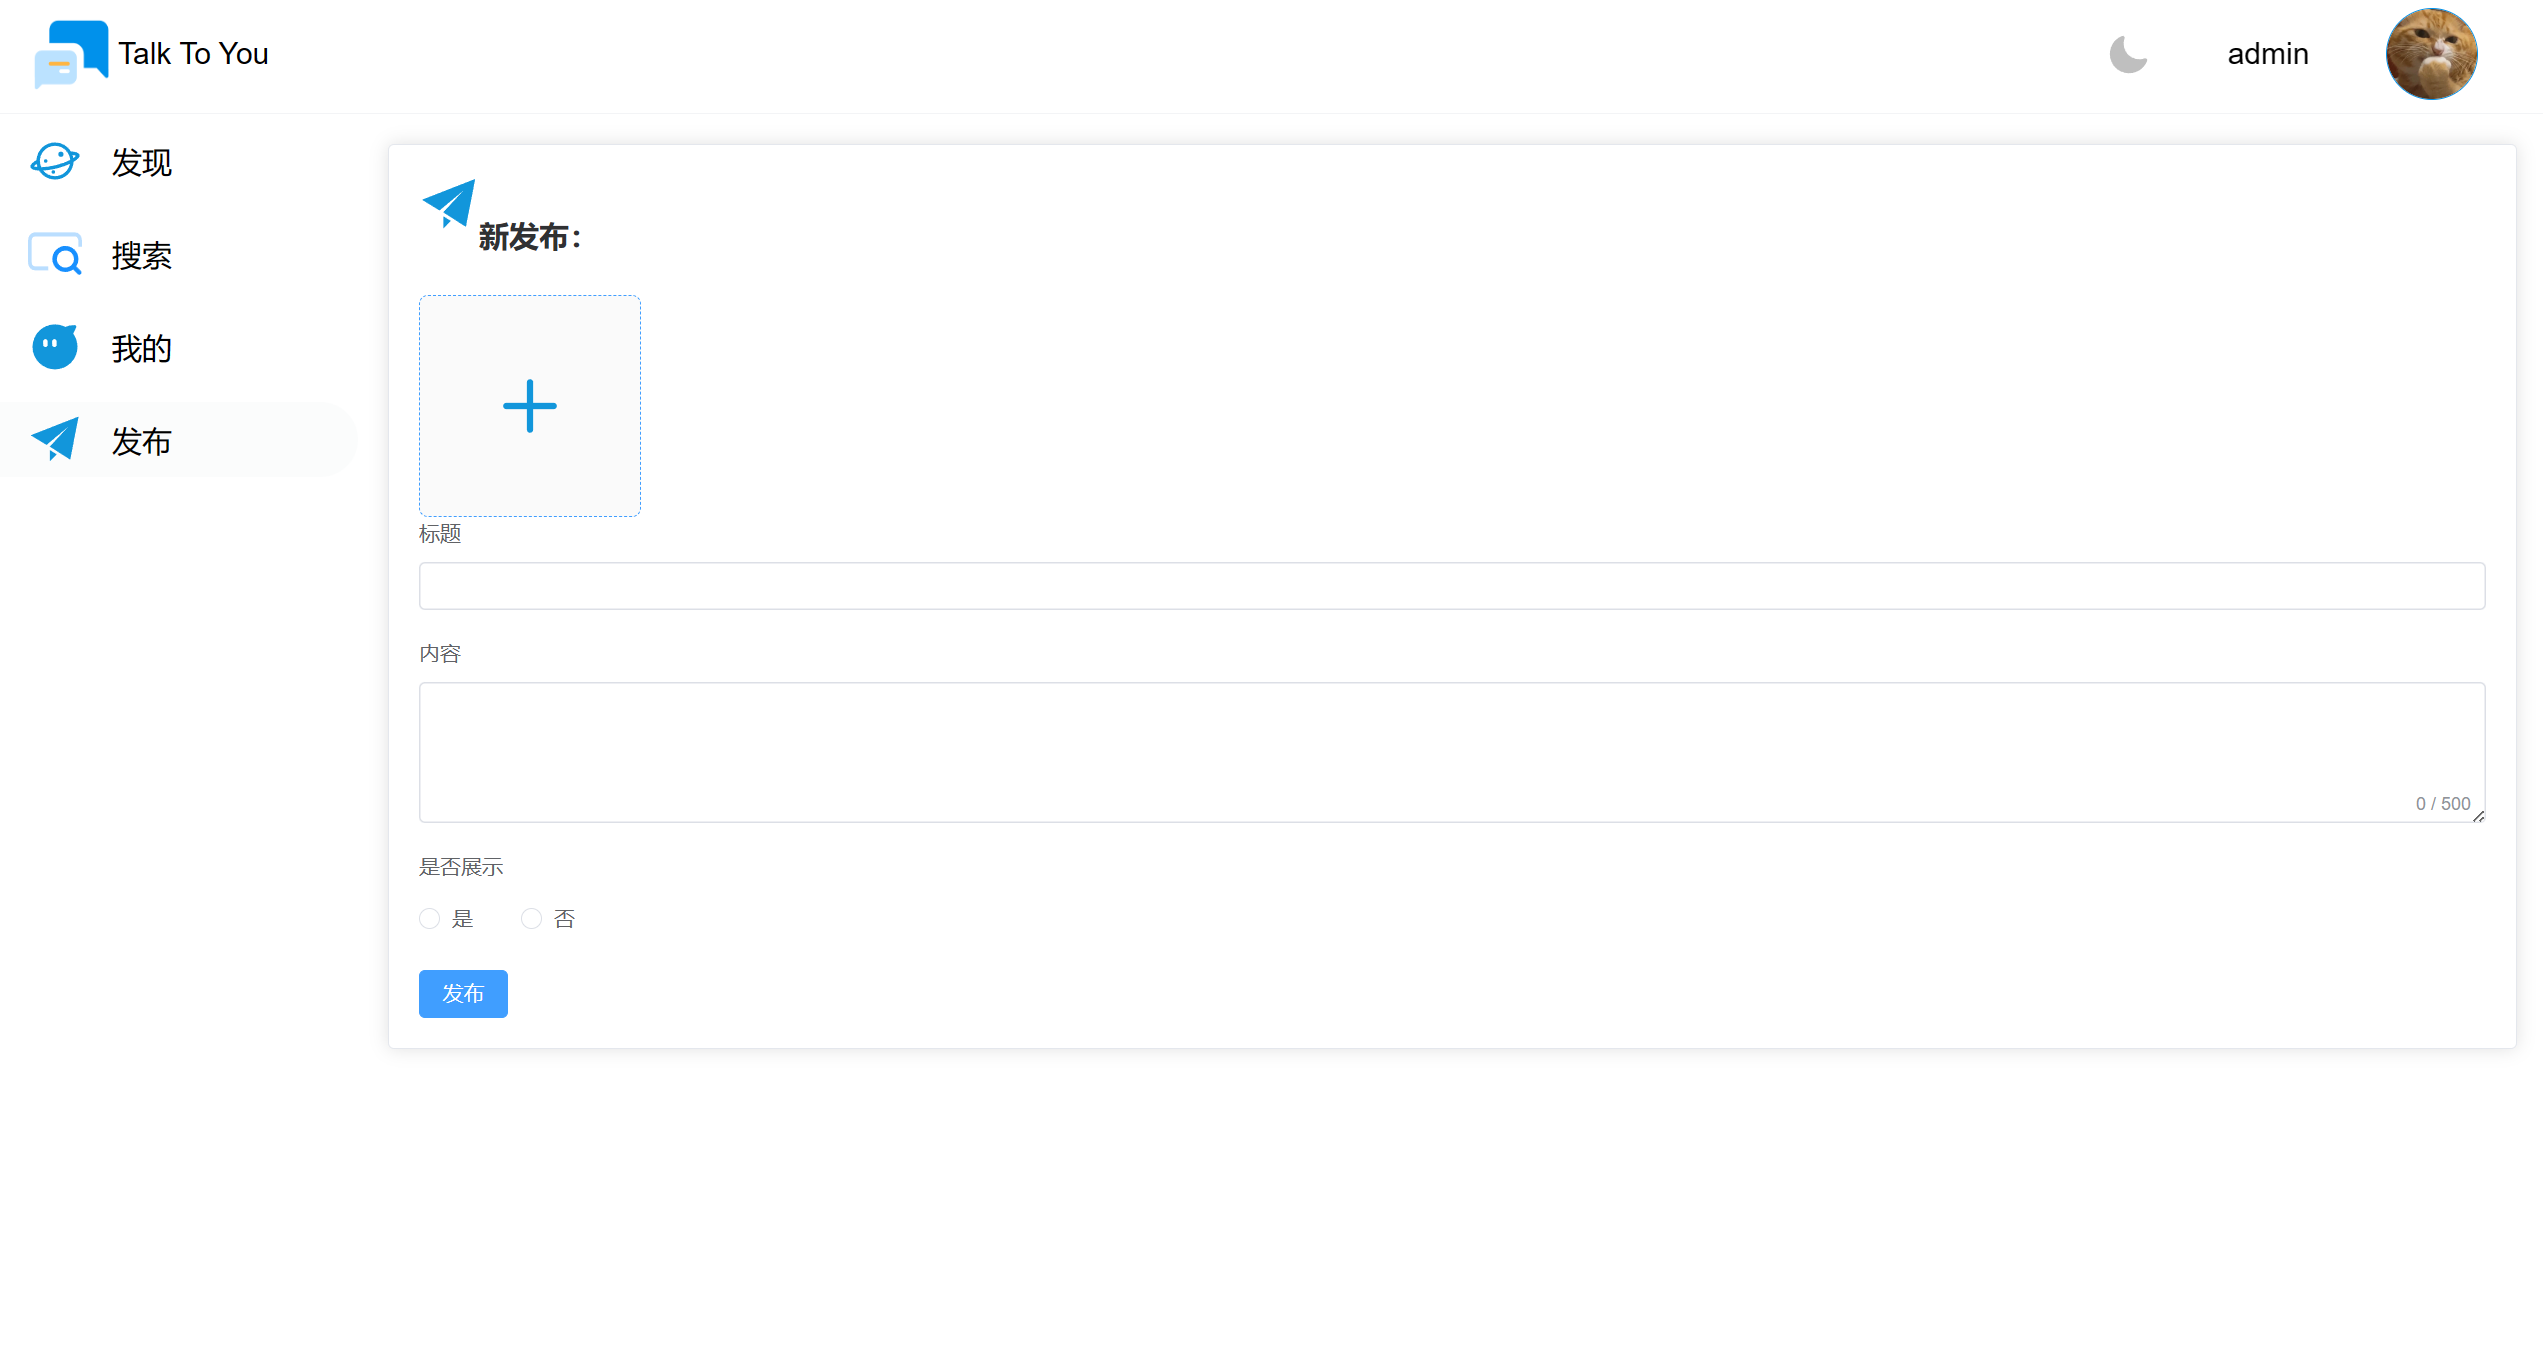 Talk To You
admin
发现
搜索
我的
发布
新发布：
标题
内容
0 / 500
是否展示
是 否
发布